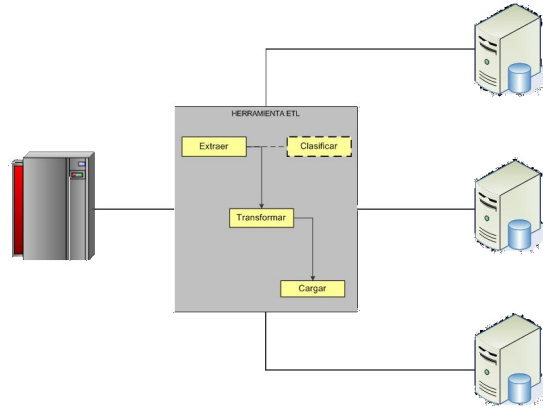 HERRAMIENTA ETL
Extraer
Clasificar
Transformar
Cargar